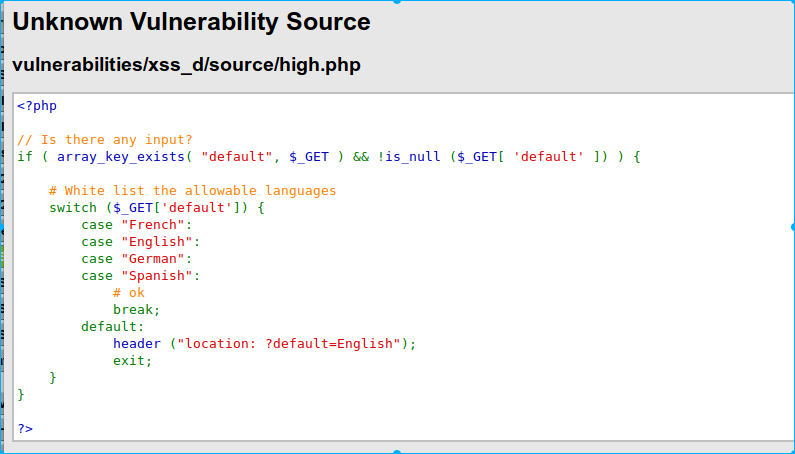 Unknown Vulnerability Source
vulnerabilities/xss_d/source/high.php
<?php
// Is there any input?
if ( array_key_exists( "default", $_GET ) && !is_null ($_GET[ 'default' ]) ) {
    # White list the allowable languages
    switch ($_GET['default']) {
        case "French":
        case "English":
        case "German":
        case "Spanish":
            # ok
            break;
        default:
            header ("location: ?default=English");
            exit;
    }
}
?>